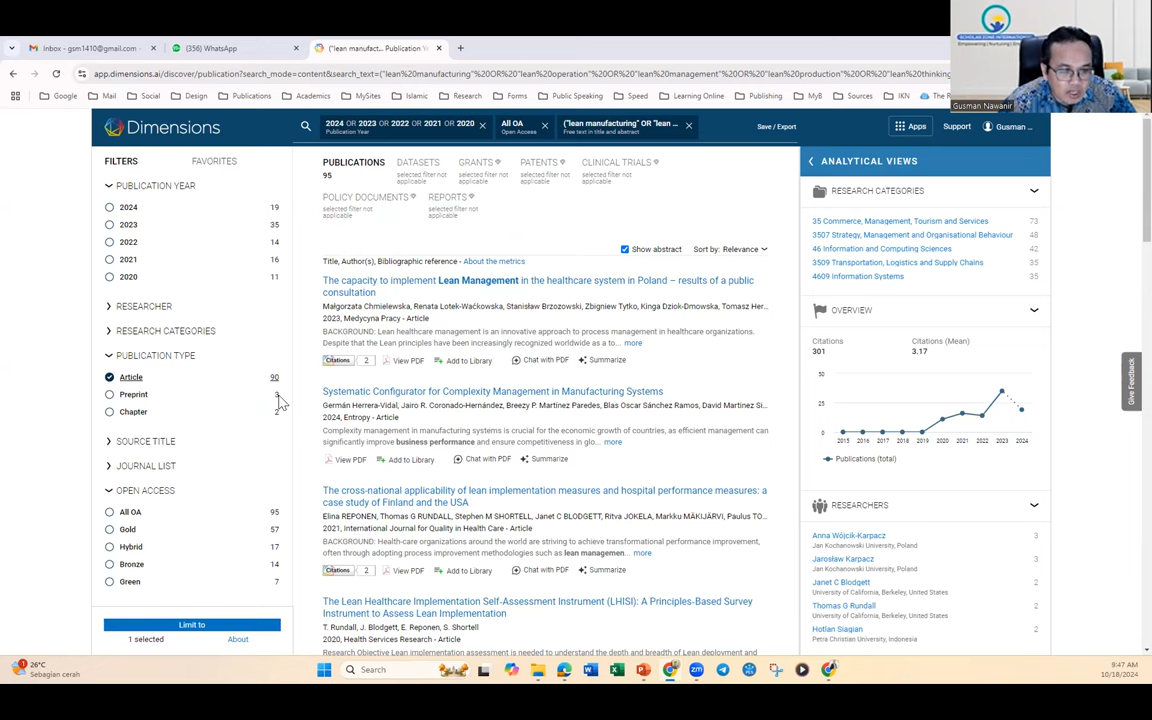 Inbox - gsm1410@gmail.com
(356) WhatsApp
("lean manufact... Publication Y
app.dimensions.ai/discover/publication?search_mode=content&search_text=("lean%20manufacturing"%20OR%20"lean%20operation"%20OR%20"lean%20management"%20OR%20"lean%20production"%20OR%20"lean%20thinking
Google
Mail
Social
Design
Publications
Academics
MySites
Islamic
Research
Forms
Public Speaking
Speed
Learning Online
Publishing
MyB
Sources
IKN
The R
SCHOLAR ZONE INTERNATIONAL
Gusman Nawanir
Dimensions
2024 OR 2023 OR 2022 OR 2021 OR 2020
Publication Year
All OA
Open Access
("lean manufacturing" OR "lean ...
Free text in title and abstract
Save / Export
Apps
Support
Gusman ...
FILTERS
FAVORITES
PUBLICATION YEAR
2024 19
2023 35
2022 14
2021 16
2020 11
RESEARCHER
RESEARCH CATEGORIES
PUBLICATION TYPE
Article 90
Preprint 3
Chapter 2
SOURCE TITLE
JOURNAL LIST
OPEN ACCESS
All OA 95
Gold 57
Hybrid 17
Bronze 14
Green 7
Limit to
1 selected About
PUBLICATIONS
95
DATASETS
selected filter not
applicable
GRANTS
selected filter not
applicable
PATENTS
selected filter not
applicable
CLINICAL TRIALS
selected filter not
applicable
POLICY DOCUMENTS
selected filter not
applicable
REPORTS
selected filter not
applicable
Show abstract Sort by: Relevance
Title, Author(s), Bibliographic reference - About the metrics
The capacity to implement Lean Management in the healthcare system in Poland – results of a public
consultation
Małgorzata Chmielewska, Renata Lotek-Waćkowska, Stanisław Brzozowski, Zbigniew Tytko, Kinga Dziok-Dmowska, Tomasz Her...
2023, Medycyna Pracy - Article
BACKGROUND: Lean healthcare management is an innovative approach to process management in healthcare organizations.
Despite that the Lean principles have been increasingly recognized worldwide as a to... more
Citations 2 View PDF Add to Library Chat with PDF Summarize
Systematic Configurator for Complexity Management in Manufacturing Systems
Germán Herrera-Vidal, Jairo R. Coronado-Hernández, Breezy P. Martínez Paredes, Blas Oscar Sánchez Ramos, David Martinez Si...
2024, Entropy - Article
Complexity management in manufacturing systems is crucial for the economic growth of countries, as efficient management can
significantly improve business performance and ensure competitiveness in glo... more
View PDF Add to Library Chat with PDF Summarize
The cross-national applicability of lean implementation measures and hospital performance measures: a
case study of Finland and the USA
Elina REPONEN, Thomas G RUNDALL, Stephen M SHORTELL, Janet C BLODGETT, Ritva JOKELA, Markku MÄKIJÄRVI, Paulus TO...
2021, International Journal for Quality in Health Care - Article
BACKGROUND: Health-care organizations around the world are striving to achieve transformational performance improvement,
often through adopting process improvement methodologies such as lean managemen... more
Citations 2 View PDF Add to Library Chat with PDF Summarize
The Lean Healthcare Implementation Self-Assessment Instrument (LHISI): A Principles-Based Survey
Instrument to Assess Lean Implementation
T. Rundall, J. Blodgett, E. Reponen, S. Shortell
2020, Health Services Research - Article
Research Objective Lean implementation assessment is needed to understand the depth and breadth of Lean deployment and
ANALYTICAL VIEWS
RESEARCH CATEGORIES
35 Commerce, Management, Tourism and Services 73
3507 Strategy, Management and Organisational Behaviour 48
46 Information and Computing Sciences 42
3509 Transportation, Logistics and Supply Chains 35
4609 Information Systems 35
OVERVIEW
Citations
301
Citations (Mean)
3.17
50
25
0
2015 2016 2017 2018 2019 2020 2021 2022 2023 2024
Publications (total)
RESEARCHERS
Anna Wójcik-Karpacz 3
Jan Kochanowski University, Poland
Jarosław Karpacz 3
Jan Kochanowski University, Poland
Janet C Blodgett 2
University of California, Berkeley, United States
Thomas G Rundall 2
University of California, Berkeley, United States
Hotlan Siagian 2
Petra Christian University, Indonesia
Give Feedback
1
26°C
Sebagian cerah
Search
9:47 AM
10/18/2024